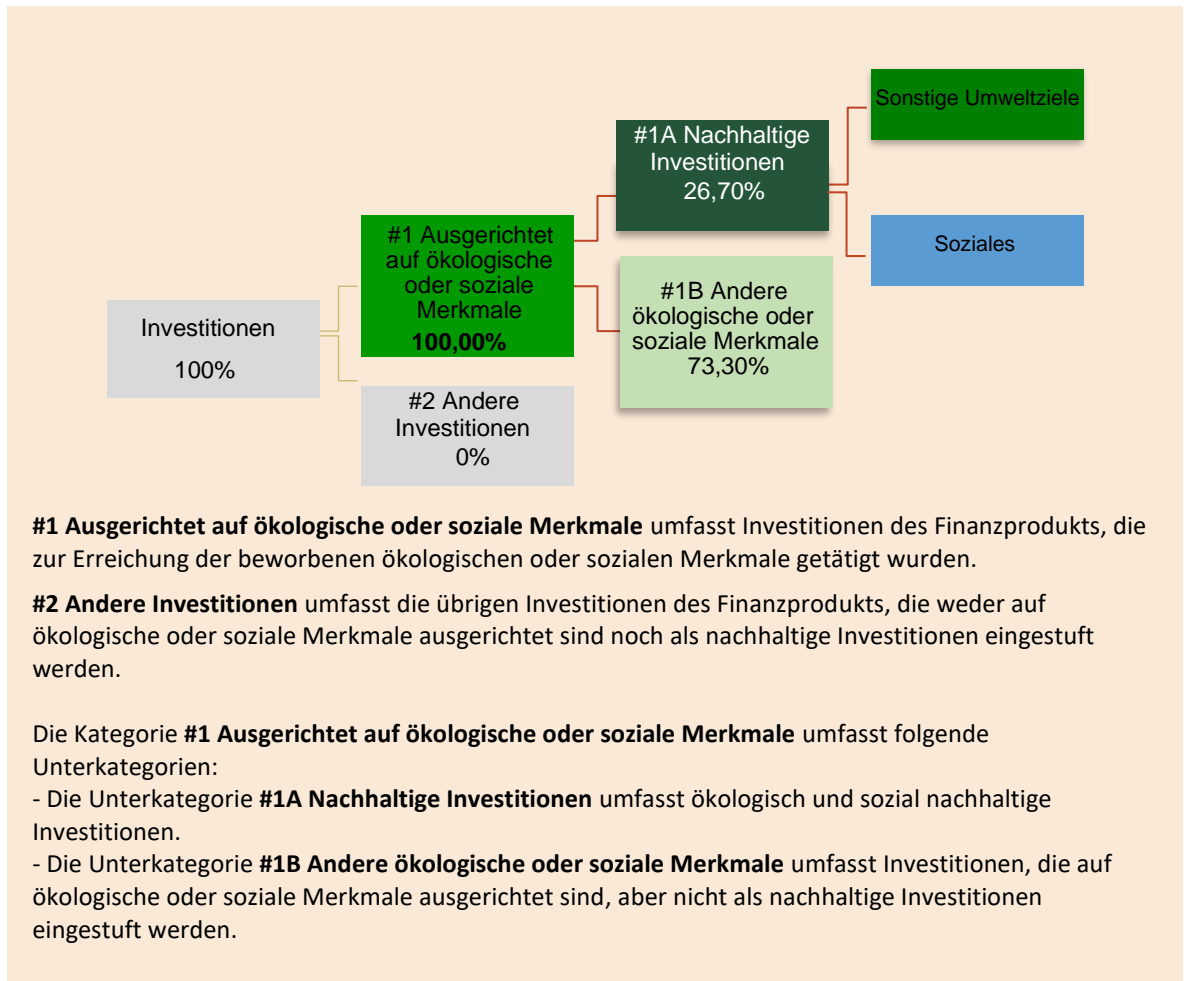 Sonstige Umweltziele
#1A Nachhaltige
Investitionen
26,70%
Soziales
#1 Ausgerichtet
auf ökologische
oder soziale
Merkmale
100,00%
#1B Andere
ökologische oder
soziale Merkmale
73,30%
Investitionen
100%
#2 Andere
Investitionen
0%
#1 Ausgerichtet auf ökologische oder soziale Merkmale umfasst Investitionen des Finanzprodukts, die
zur Erreichung der beworbenen ökologischen oder sozialen Merkmale getätigt wurden.
#2 Andere Investitionen umfasst die übrigen Investitionen des Finanzprodukts, die weder auf
ökologische oder soziale Merkmale ausgerichtet sind noch als nachhaltige Investitionen eingestuft
werden.
Die Kategorie #1 Ausgerichtet auf ökologische oder soziale Merkmale umfasst folgende
Unterkategorien:
- Die Unterkategorie #1A Nachhaltige Investitionen umfasst ökologisch und sozial nachhaltige
Investitionen.
- Die Unterkategorie #1B Andere ökologische oder soziale Merkmale umfasst Investitionen, die auf
ökologische oder soziale Merkmale ausgerichtet sind, aber nicht als nachhaltige Investitionen
eingestuft werden.